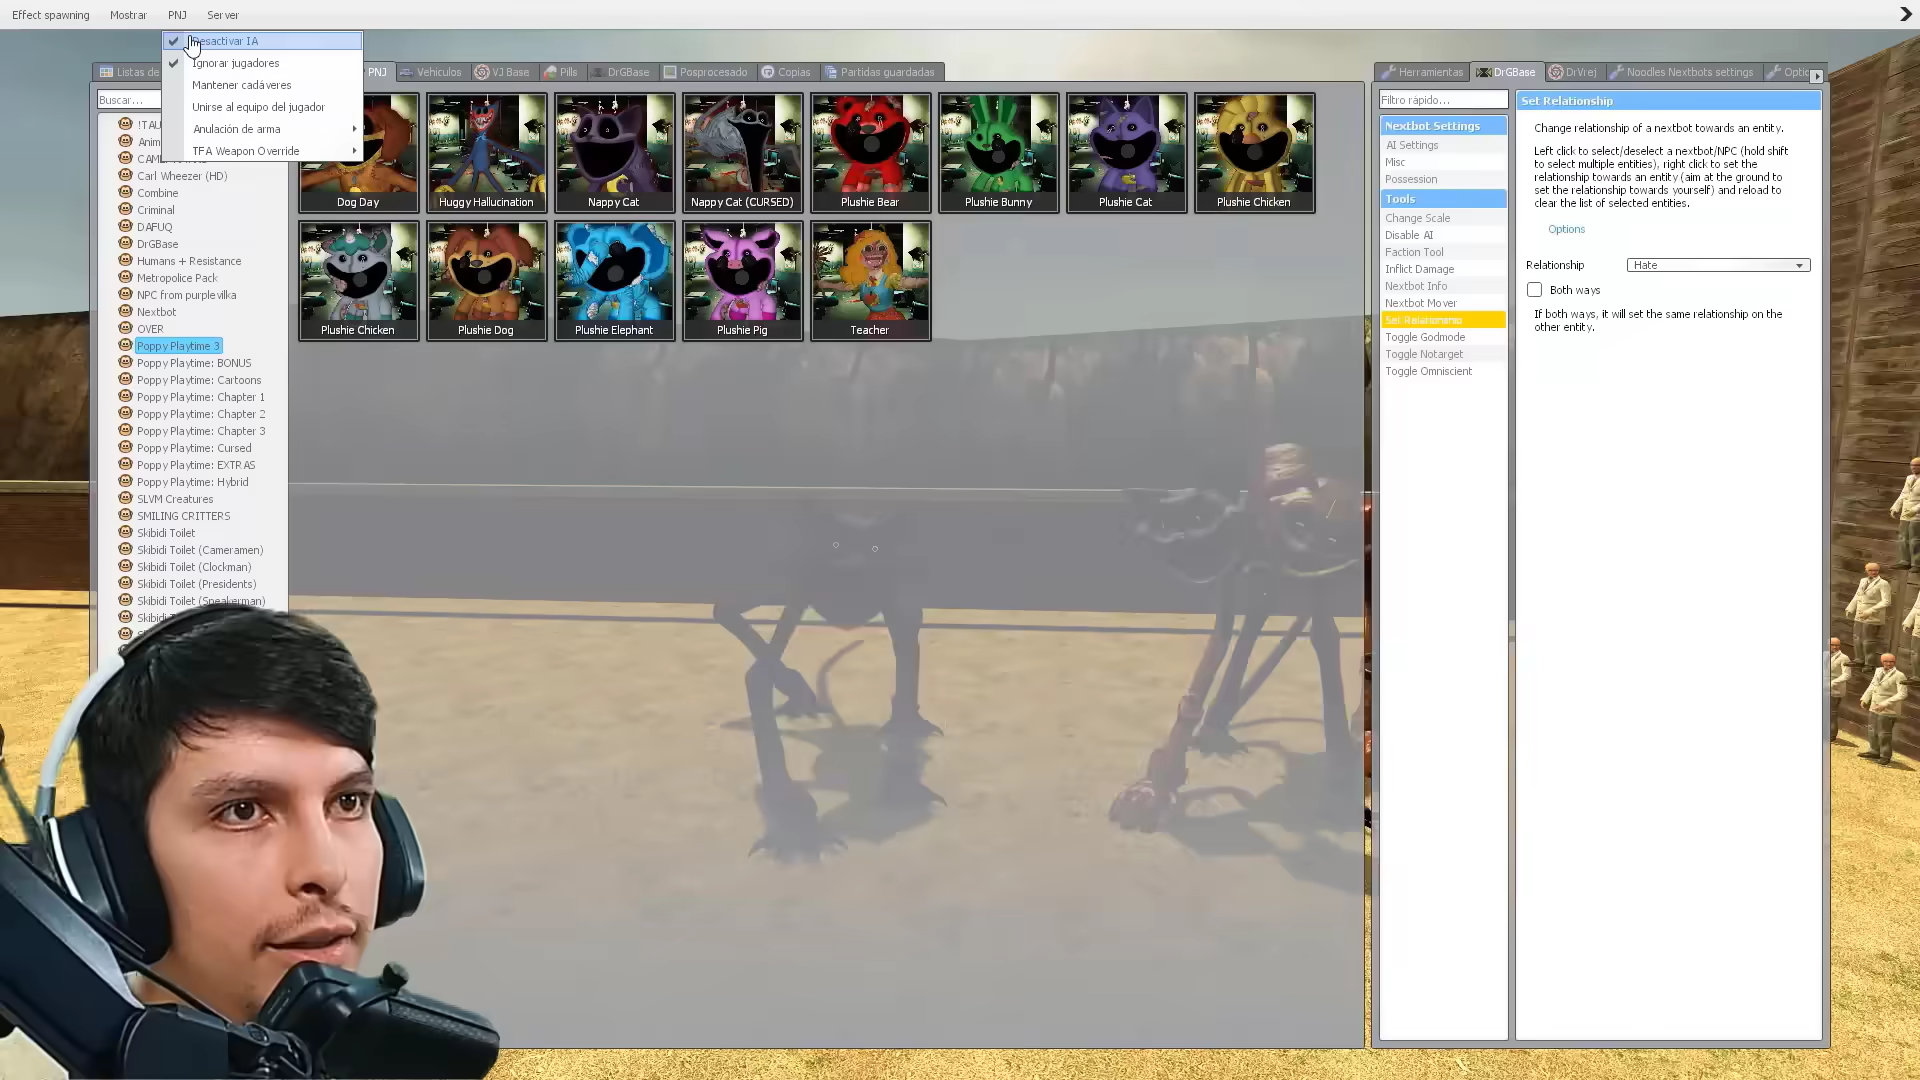 Effect spawning Mostrar PNJ Server
Desactivar IA
Ignorar jugadores
Mantener cadáveres
Unirse al equipo del jugador
Anulación de arma
TFA Weapon Override
Listas de
PNJ Vehículos VJ Base Pills DrGBase Posprocesado Copias Partidas guardadas
Buscar...
!TAU
Anim
Carl Wheezer (HD)
Combine
Criminal
DAFUQ
DrGBase
Humans + Resistance
Metropolice Pack
NPC from purplevilka
Nextbot
OVER
Poppy Playtime 3
Poppy Playtime: BONUS
Poppy Playtime: Cartoons
Poppy Playtime: Chapter 1
Poppy Playtime: Chapter 2
Poppy Playtime: Chapter 3
Poppy Playtime: Cursed
Poppy Playtime: EXTRAS
Poppy Playtime: Hybrid
SLVM Creatures
SMILING CRITTERS
Skibidi Toilet
Skibidi Toilet (Cameramen)
Skibidi Toilet (Clockman)
Skibidi Toilet (Presidents)
Skibidi Toilet (Speakerman)
Dog Day Huggy Hallucination Nappy Cat Nappy Cat (CURSED) Plushie Bear Plushie Bunny Plushie Cat Plushie Chicken
Plushie Chicken Plushie Dog Plushie Elephant Plushie Pig Teacher
Herramientas DrGBase DrVrej Noodles Nextbots settings Optio
Filtro rápido...
Nextbot Settings
AI Settings
Misc
Possession
Tools
Change Scale
Disable AI
Faction Tool
Inflict Damage
Nextbot Info
Nextbot Mover
Set Relationship
Toggle Godmode
Toggle Notarget
Toggle Omniscient
Set Relationship
Change relationship of a nextbot towards an entity.
Left click to select/deselect a nextbot/NPC (hold shift
to select multiple entities), right click to set the
relationship towards an entity (aim at the ground to
set the relationship towards yourself) and reload to
clear the list of selected entities.
Options
Relationship Hate
Both ways
If both ways, it will set the same relationship on the
other entity.